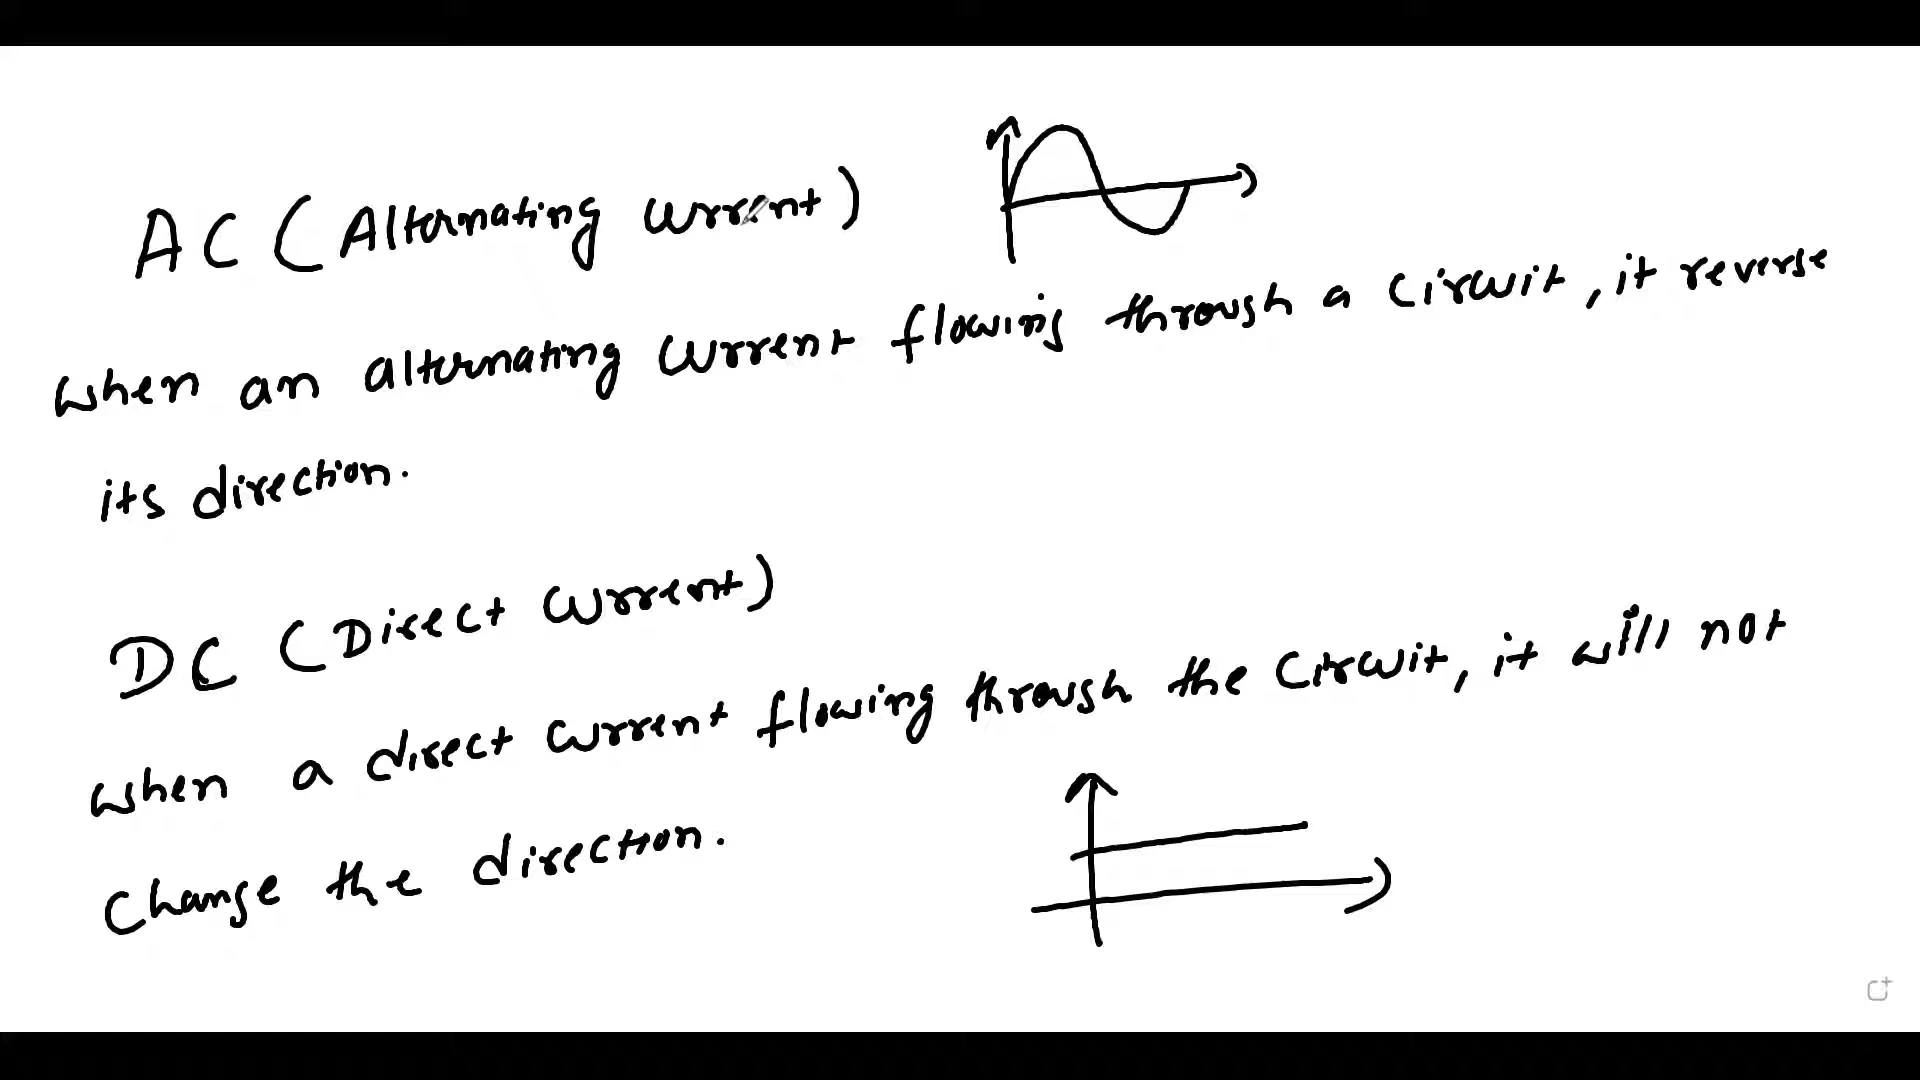 AC (Alternating Current)
When an alternating current flowing through a circuit, it reverse
its direction.
DC (Direct Current)
When a direct current flowing through the circuit, it will not
Change the direction.